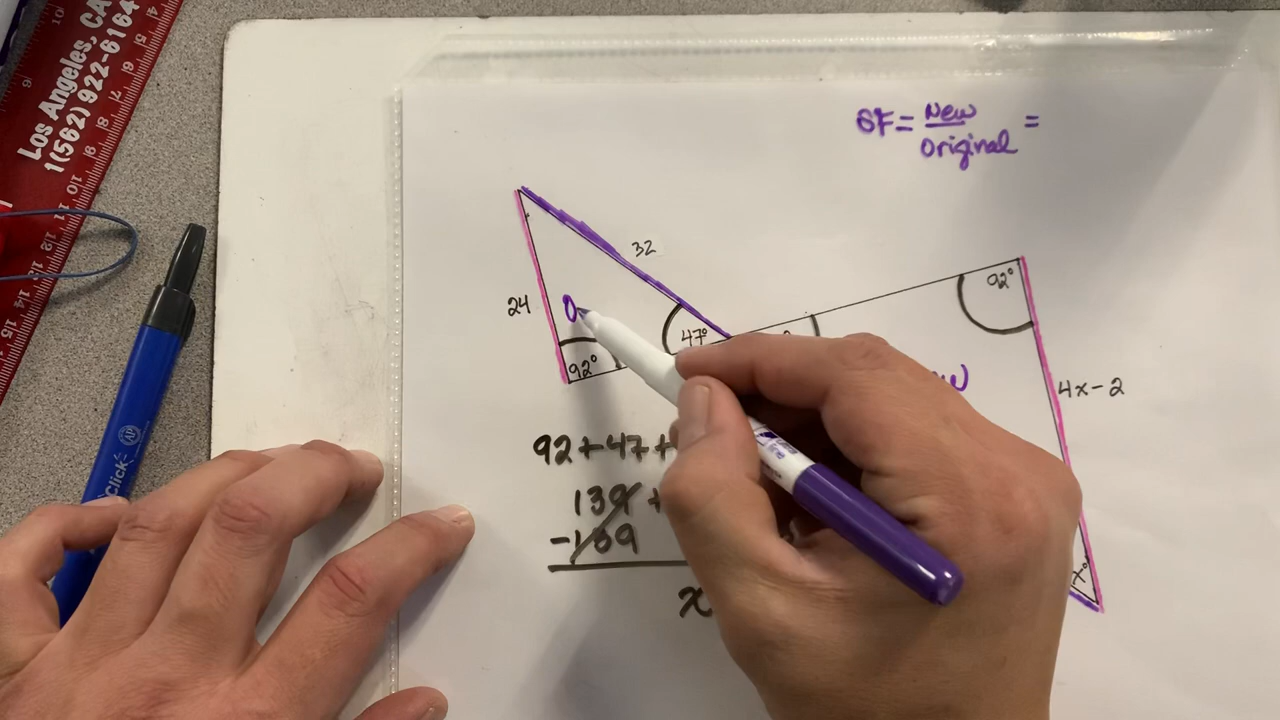 Los Angeles, CA
1(562) 922-6164
SF = New =
Original
32
24
O
47°
92°
92°
4x-2
92+47+
139 +
-139
x
x°
Click
AP